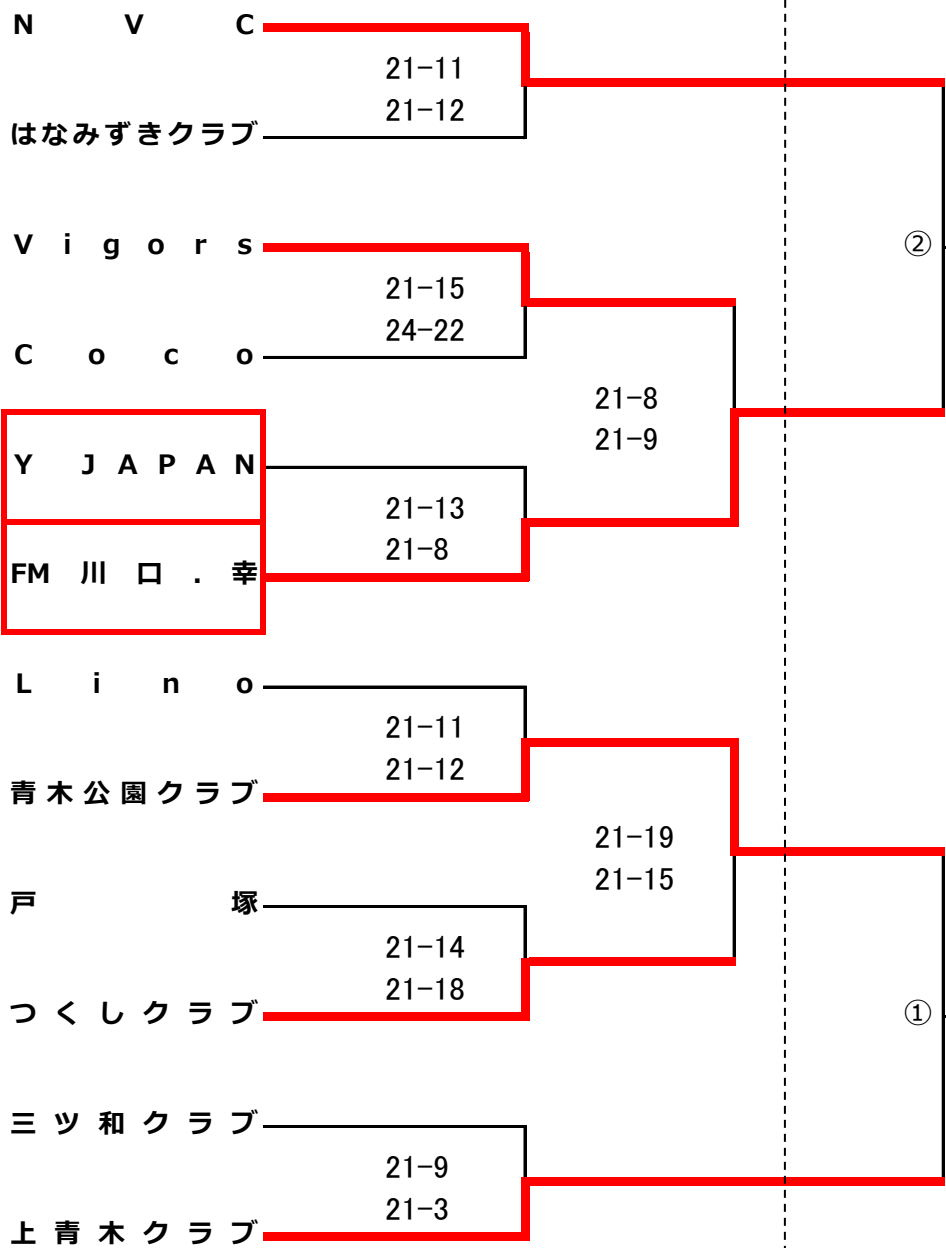 N V C
21-11
21-12
はなみずきクラブ
V i g o r s
②
21-15
24-22
C o c o
21-8
21-9
Y J A P A N
21-13
21-8
FM 川 口 . 幸
L i n o
21-11
21-12
青 木 公 園 ク ラ ブ
21-19
21-15
戸 塚
21-14
21-18
つ く し ク ラ ブ
①
三 ツ 和 ク ラ ブ
21-9
21-3
上 青 木 ク ラ ブ